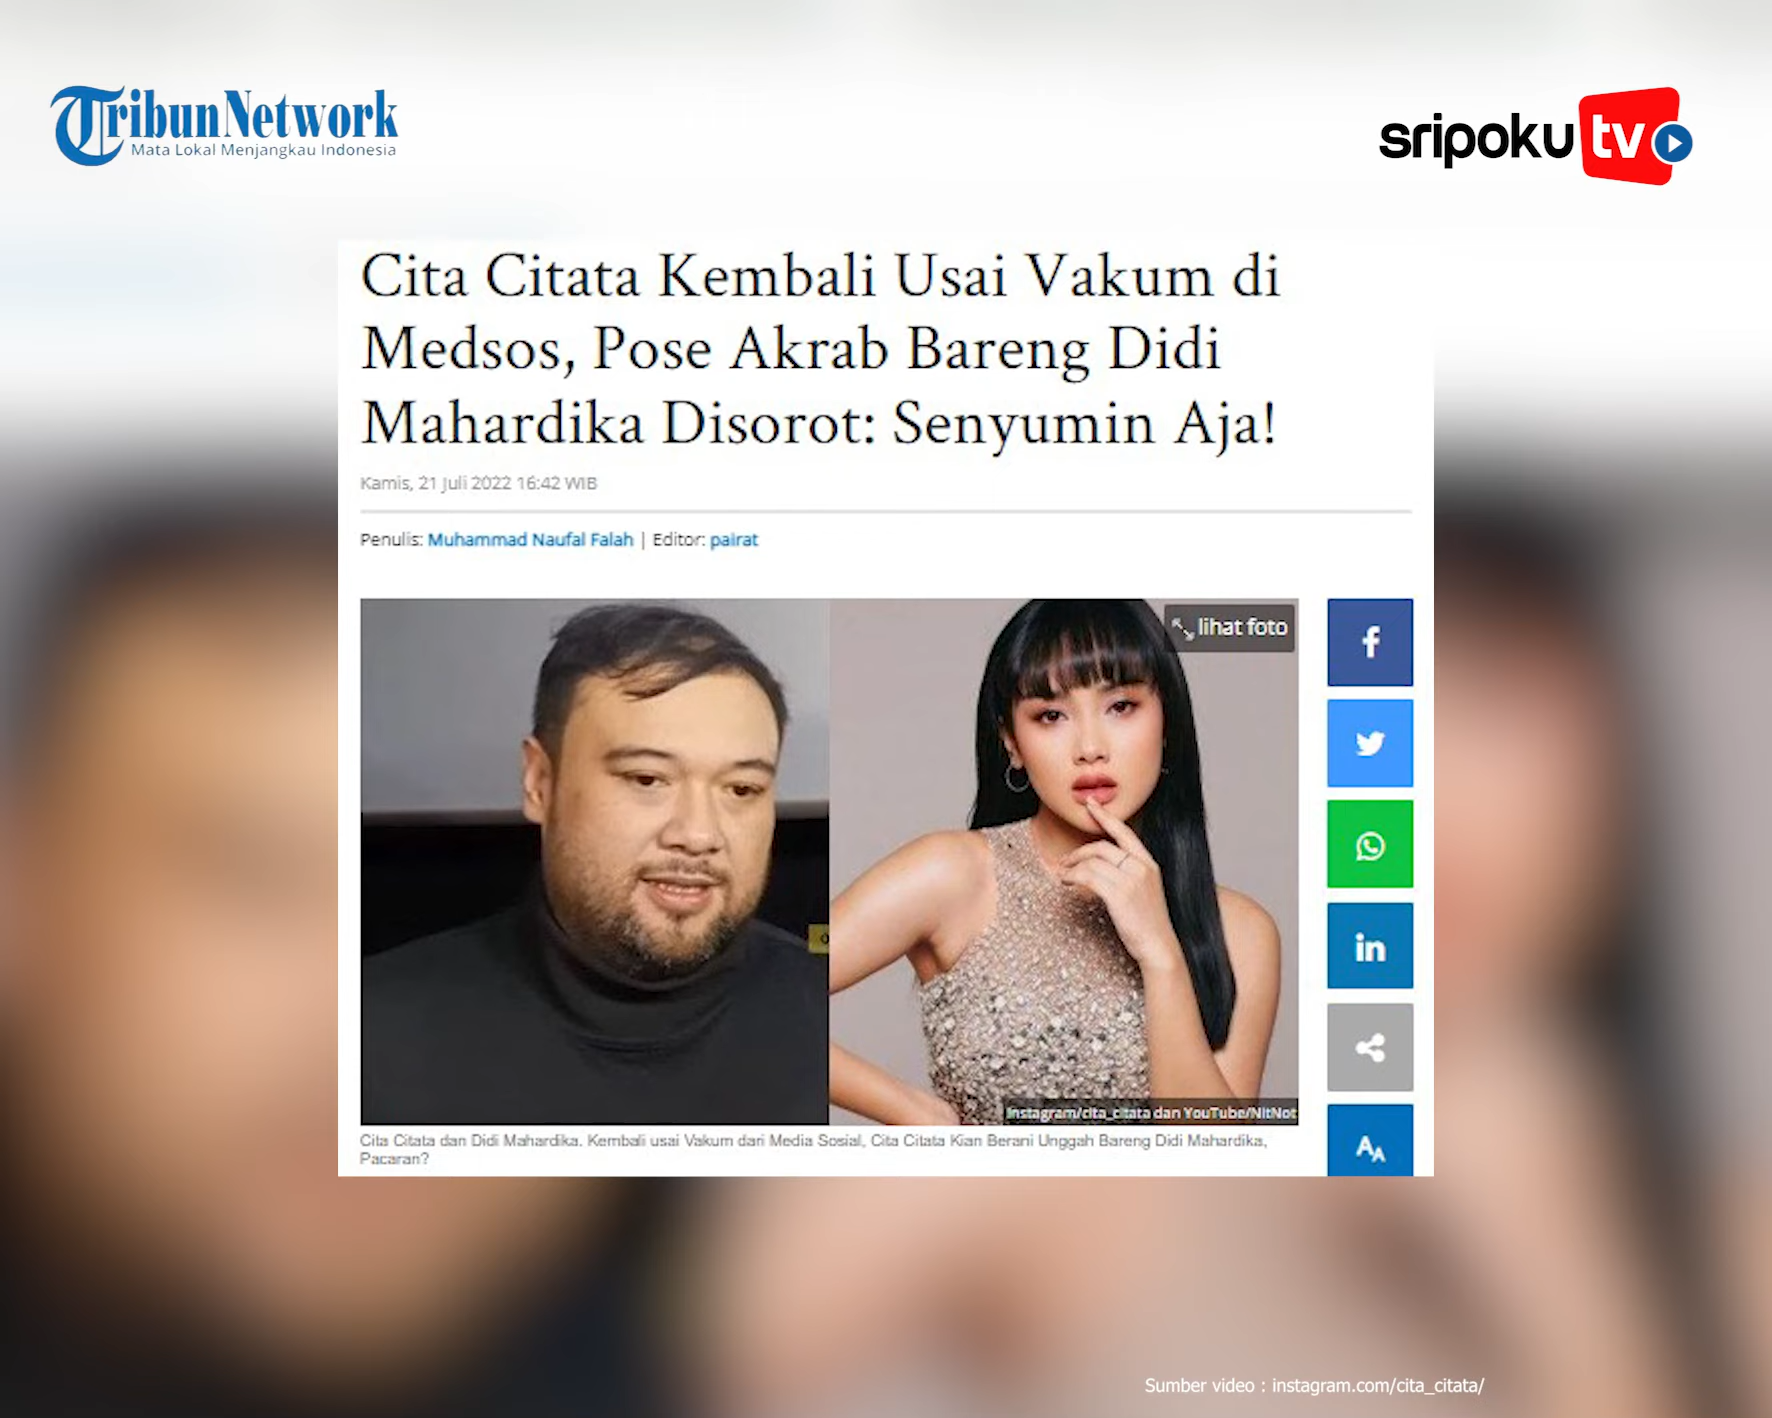 TribunNetwork
Mata Lokal Menjangkau Indonesia
sripoku tv
Cita Citata Kembali Usai Vakum di
Medsos, Pose Akrab Bareng Didi
Mahardika Disorot: Senyumin Aja!
Kamis, 21 Juli 2022 16:42 WIB
Penulis: Muhammad Naufal Falah | Editor: pairat
lihat foto
Instagram/cita_citata dan YouTube/NitNot
Cita Citata dan Didi Mahardika. Kembali usai Vakum dari Media Sosial, Cita Citata Kian Berani Unggah Bareng Didi Mahardika,
Pacaran?
f
in
AA
Sumber video : instagram.com/cita_citata/